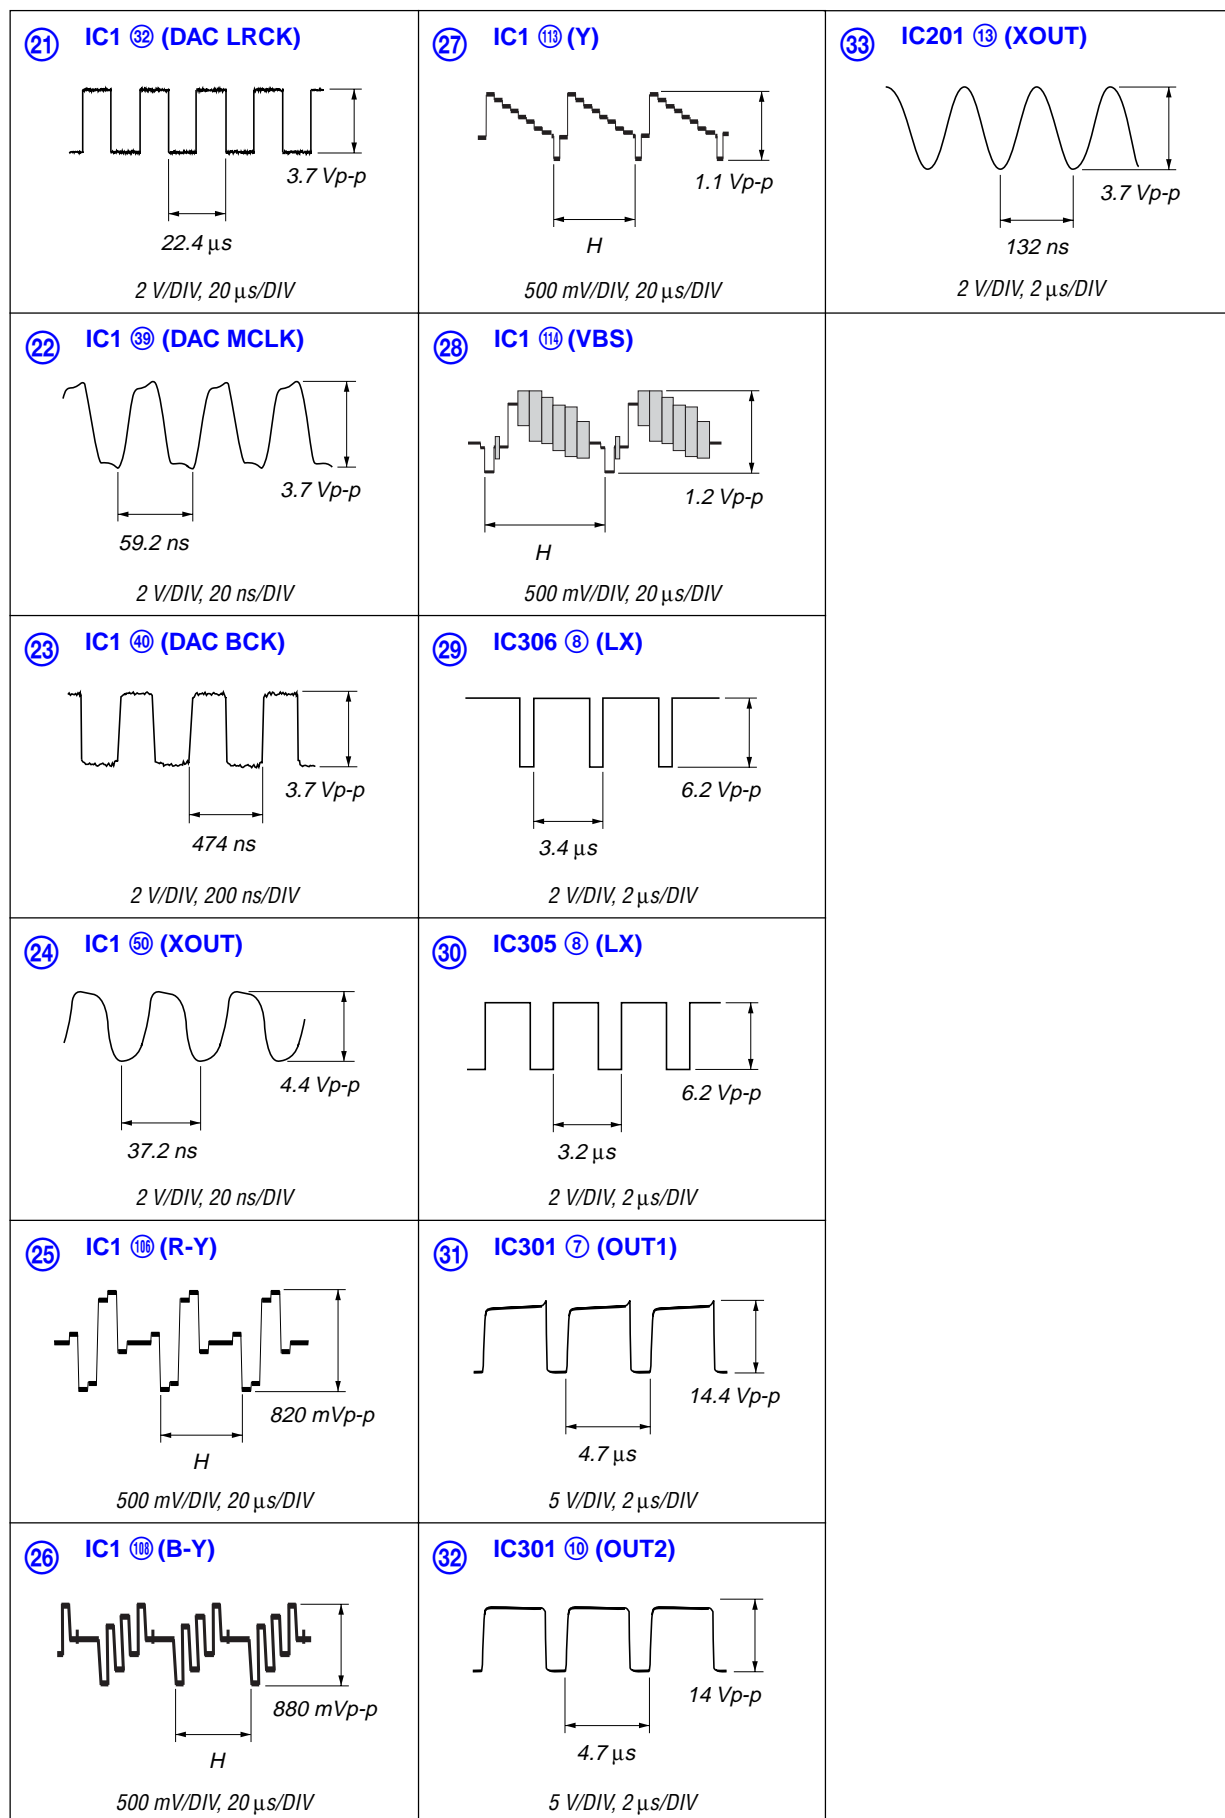 ㉑ IC1 ㉜ (DAC LRCK)
3.7 Vp-p
22.4 µs
2 V/DIV, 20 µs/DIV
㉒ IC1 ㊴ (DAC MCLK)
3.7 Vp-p
59.2 ns
2 V/DIV, 20 ns/DIV
㉓ IC1 ㊵ (DAC BCK)
3.7 Vp-p
474 ns
2 V/DIV, 200 ns/DIV
㉔ IC1 ㊿ (XOUT)
4.4 Vp-p
37.2 ns
2 V/DIV, 20 ns/DIV
㉕ IC1 106 (R-Y)
820 mVp-p
H
500 mV/DIV, 20 µs/DIV
㉖ IC1 108 (B-Y)
880 mVp-p
H
500 mV/DIV, 20 µs/DIV
㉗ IC1 113 (Y)
1.1 Vp-p
H
500 mV/DIV, 20 µs/DIV
㉘ IC1 114 (VBS)
1.2 Vp-p
H
500 mV/DIV, 20 µs/DIV
㉙ IC306 ⑧ (LX)
6.2 Vp-p
3.4 µs
2 V/DIV, 2 µs/DIV
㉚ IC305 ⑧ (LX)
6.2 Vp-p
3.2 µs
2 V/DIV, 2 µs/DIV
㉛ IC301 ⑦ (OUT1)
14.4 Vp-p
4.7 µs
5 V/DIV, 2 µs/DIV
㉜ IC301 ⑩ (OUT2)
14 Vp-p
4.7 µs
5 V/DIV, 2 µs/DIV
㉝ IC201 ⑬ (XOUT)
3.7 Vp-p
132 ns
2 V/DIV, 2 µs/DIV